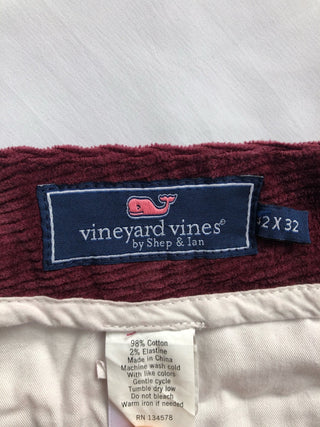 vineyard vines®
by Shep & Ian
2 X 32
98% Cotton
2% Elastine
Made in China
Machine wash cold
With like colors
Gentle cycle
Tumble dry low
Do not bleach
Warm iron if needed
RN 134578